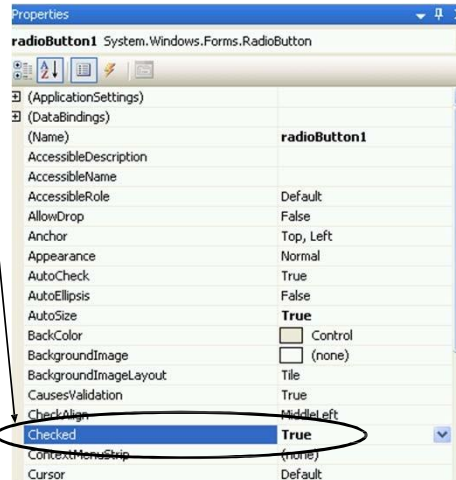 Properties
radioButton1 System.Windows.Forms.RadioButton
(ApplicationSettings)
(DataBindings)
(Name) radioButton1
AccessibleDescription
AccessibleName
AccessibleRole Default
AllowDrop False
Anchor Top, Left
Appearance Normal
AutoCheck True
AutoEllipsis False
AutoSize True
BackColor Control
BackgroundImage (none)
BackgroundImageLayout Tile
CausesValidation True
CheckAlign MiddleLeft
Checked True
ContextMenuStrip (none)
Cursor Default